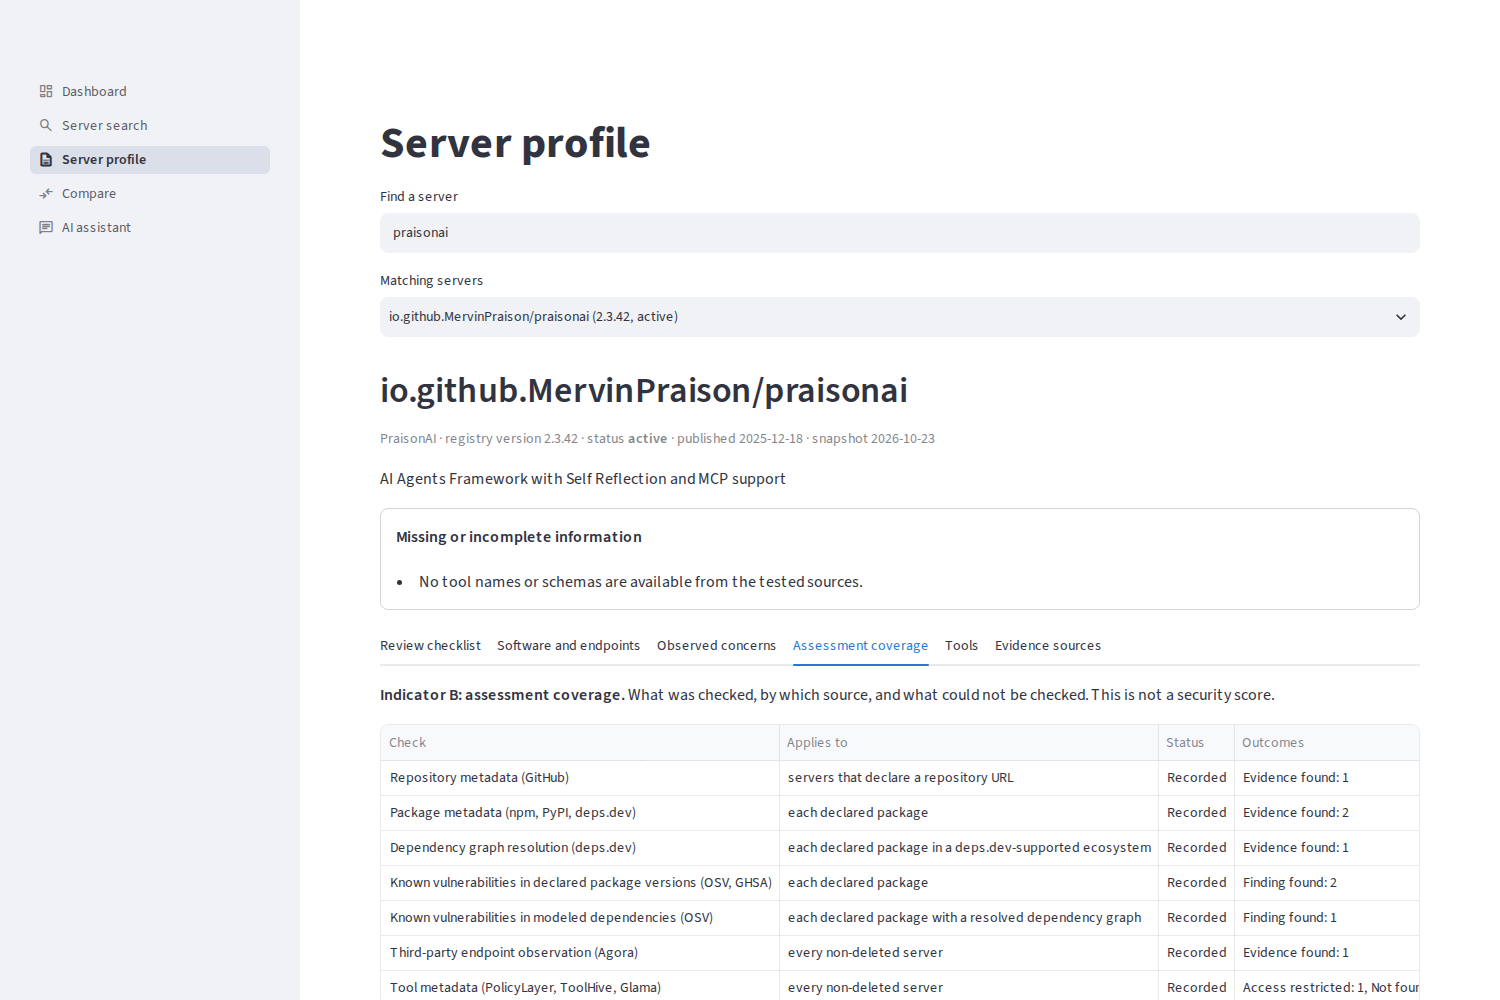 Dashboard
Server search
Server profile
Compare
AI assistant
Server profile
Find a server
praisonai
Matching servers
io.github.MervinPraison/praisonai (2.3.42, active)
io.github.MervinPraison/praisonai
PraisonAI · registry version 2.3.42 · status active · published 2025-12-18 · snapshot 2026-10-23
AI Agents Framework with Self Reflection and MCP support
Missing or incomplete information
• No tool names or schemas are available from the tested sources.
Review checklist Software and endpoints Observed concerns Assessment coverage Tools Evidence sources
Indicator B: assessment coverage. What was checked, by which source, and what could not be checked. This is not a security score.
Check Applies to Status Outcomes
Repository metadata (GitHub) servers that declare a repository URL Recorded Evidence found: 1
Package metadata (npm, PyPI, deps.dev) each declared package Recorded Evidence found: 2
Dependency graph resolution (deps.dev) each declared package in a deps.dev-supported ecosystem Recorded Evidence found: 1
Known vulnerabilities in declared package versions (OSV, GHSA) each declared package Recorded Finding found: 2
Known vulnerabilities in modeled dependencies (OSV) each declared package with a resolved dependency graph Recorded Finding found: 1
Third-party endpoint observation (Agora) every non-deleted server Recorded Evidence found: 1
Tool metadata (PolicyLayer, ToolHive, Glama) every non-deleted server Recorded Access restricted: 1, Not